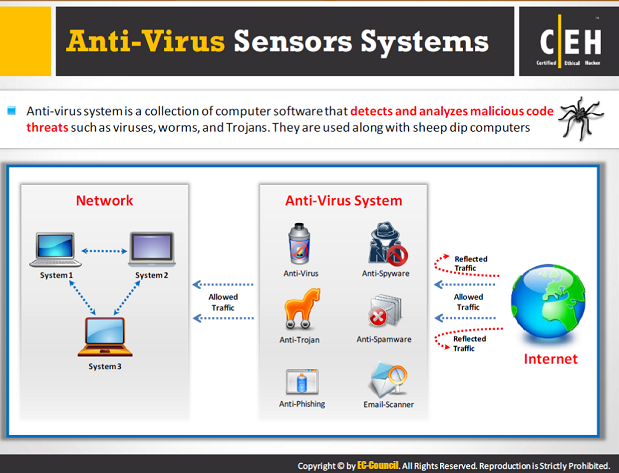 Anti-Virus Sensors Systems
CEH
Certified Ethical Hacker
Anti-virus system is a collection of computer software that detects and analyzes malicious code
threats such as viruses, worms, and Trojans. They are used along with sheep dip computers
Network
System 1
System 2
System 3
Allowed
Traffic
Anti-Virus System
Anti-Virus
Anti-Spyware
Anti-Trojan
Anti-Spamware
Anti-Phishing
Email-Scanner
Reflected
Traffic
Allowed
Traffic
Reflected
Traffic
Internet
Copyright © by EC-Council. All Rights Reserved. Reproduction is Strictly Prohibited.